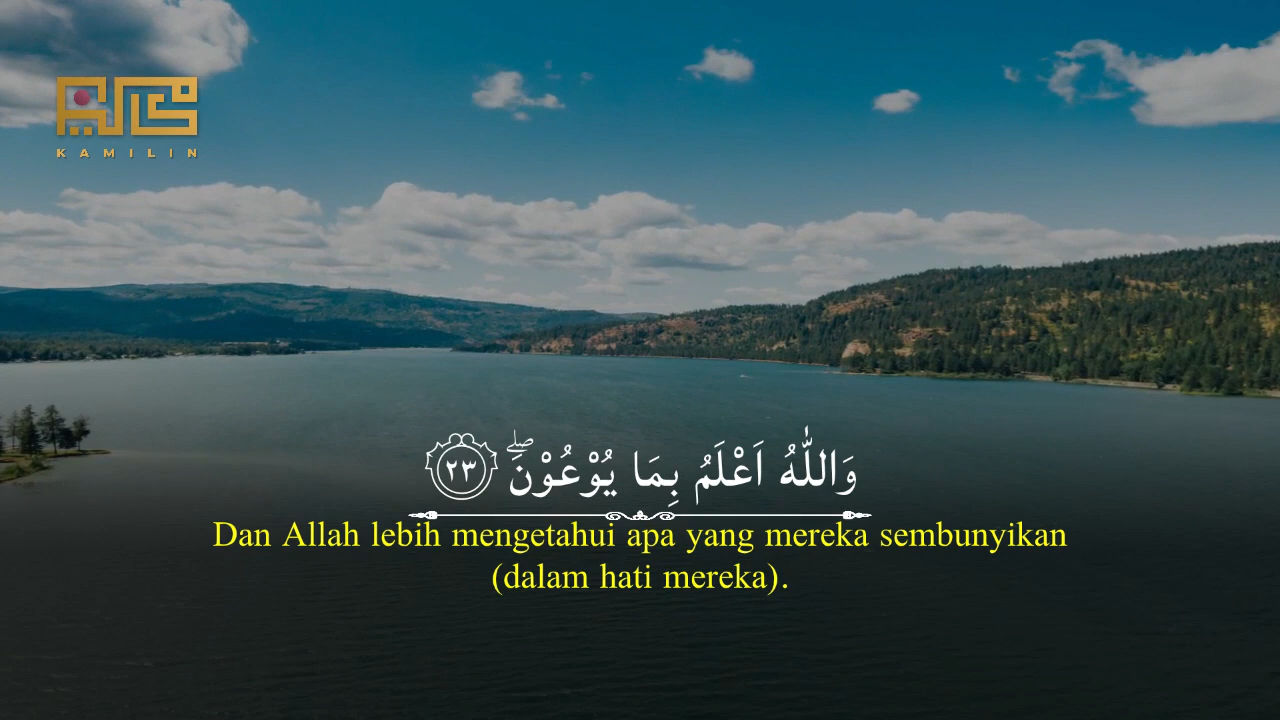 KAMILIN
وَاللّٰهُ اَعْلَمُ بِمَا يُوْعُوْنَۖ ٢٣
Dan Allah lebih mengetahui apa yang mereka sembunyikan
(dalam hati mereka).